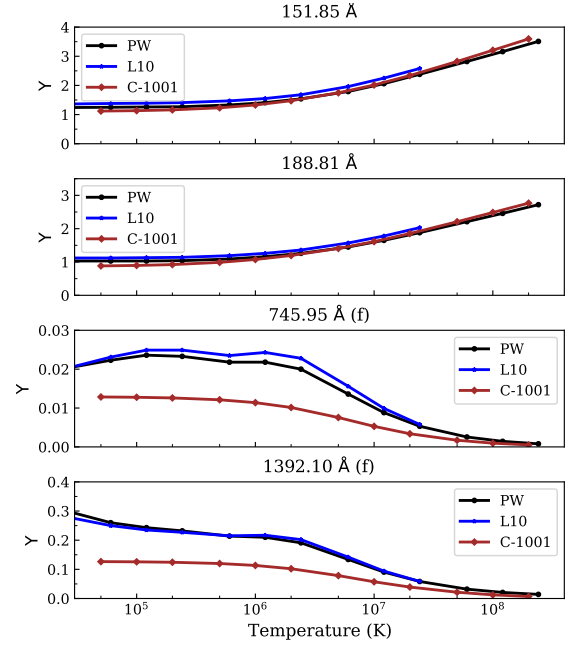 151.85 Å
4
3
2
1
0
Y
PW
L10
C-1001
188.81 Å
3
2
1
0
Y
PW
L10
C-1001
745.95 Å (f)
0.03
0.02
0.01
0.00
Y
PW
L10
C-1001
1392.10 Å (f)
0.4
0.3
0.2
0.1
0.0
Y
PW
L10
C-1001
10⁵ 10⁶ 10⁷ 10⁸
Temperature (K)